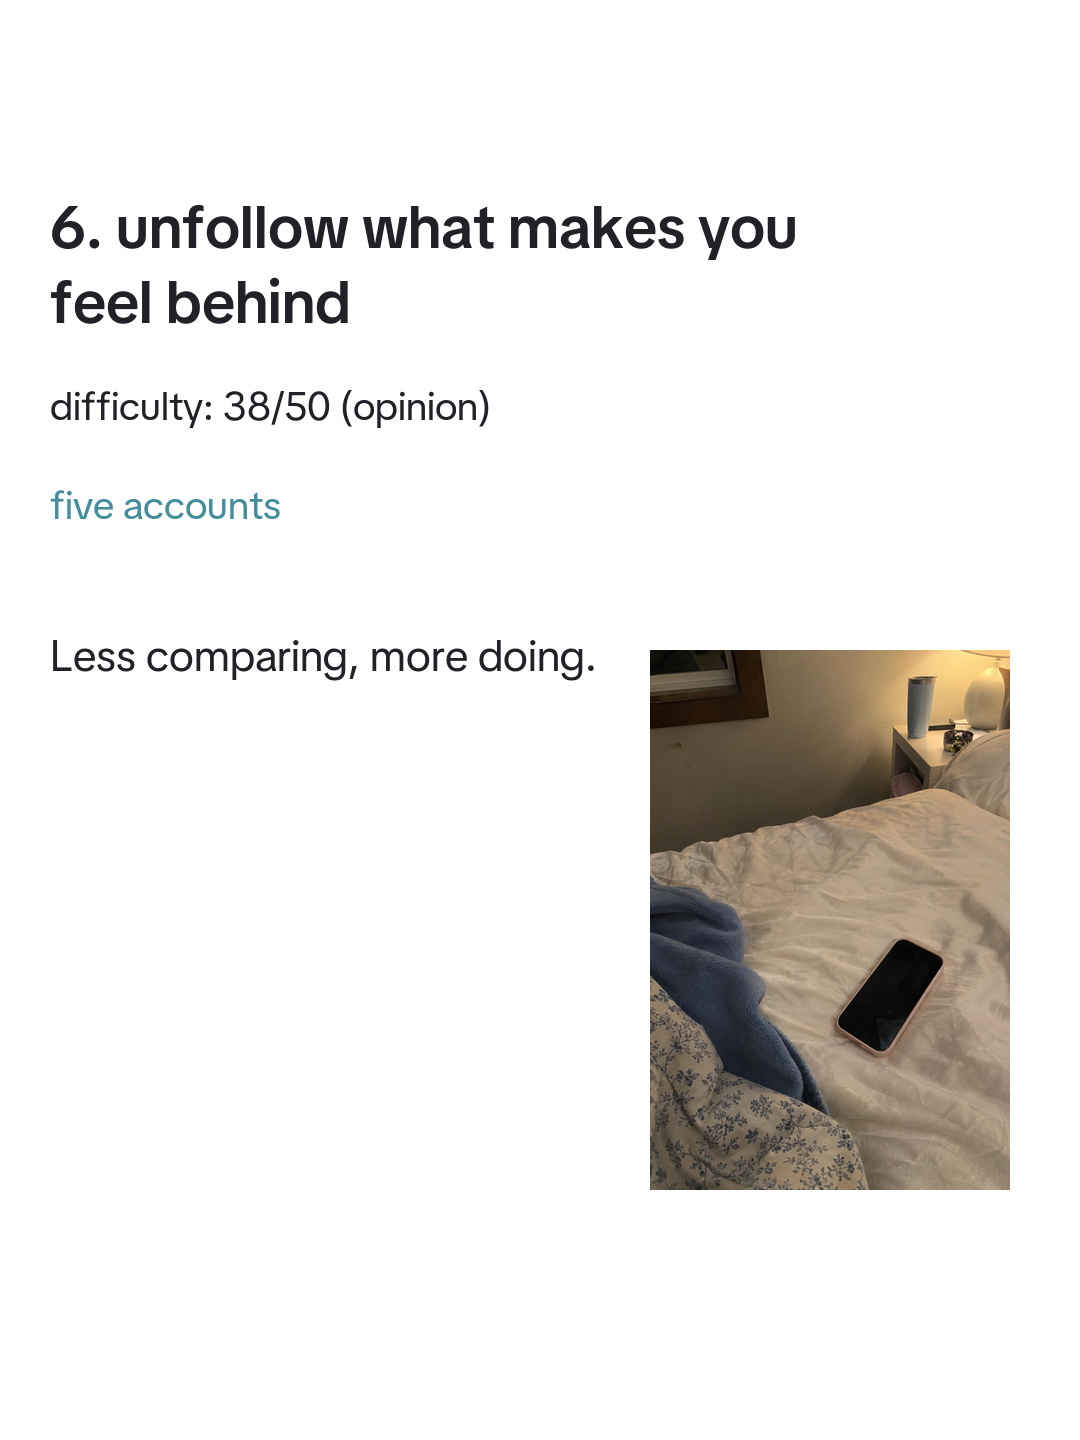 6. unfollow what makes you
feel behind
difficulty: 38/50 (opinion)
five accounts
Less comparing, more doing.